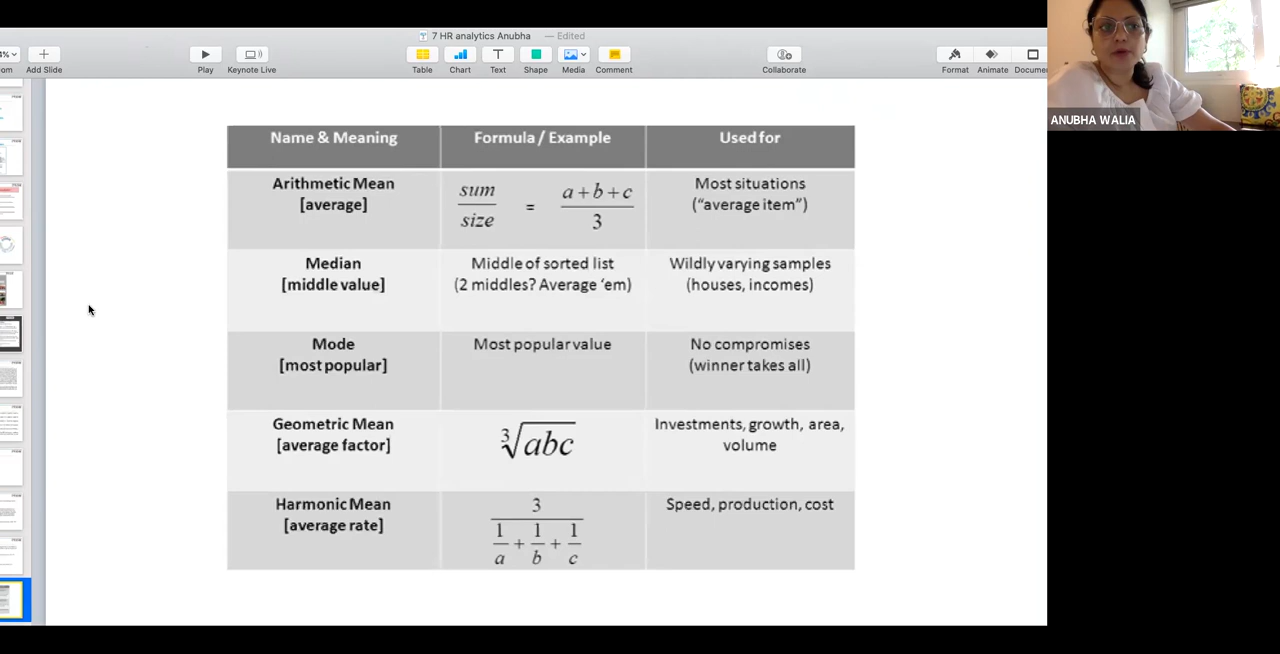 7 HR analytics Anubha — Edited
Add Slide
Play
Keynote Live
Table
Chart
Text
Shape
Media
Comment
Collaborate
Format
Animate
ANUBHA WALIA
Name & Meaning
Formula / Example
Used for
Arithmetic Mean
[average]
sum/size = a+b+c/3
Most situations
("average item")
Median
[middle value]
Middle of sorted list
(2 middles? Average 'em)
Wildly varying samples
(houses, incomes)
Mode
[most popular]
Most popular value
No compromises
(winner takes all)
Geometric Mean
[average factor]
∛abc
Investments, growth, area,
volume
Harmonic Mean
[average rate]
3/(1/a + 1/b + 1/c)
Speed, production, cost